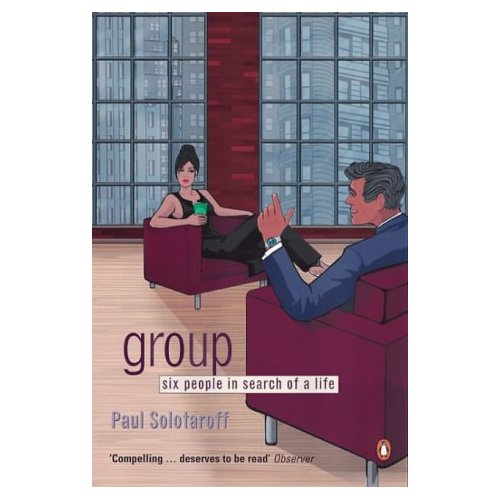 group
six people in search of a life
Paul Solotaroff
'Compelling ... deserves to be read' Observer